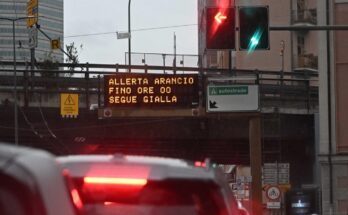 ALLERTA ARANCIO
FINO ORE 00
SEGUE GIALLA
autostrade